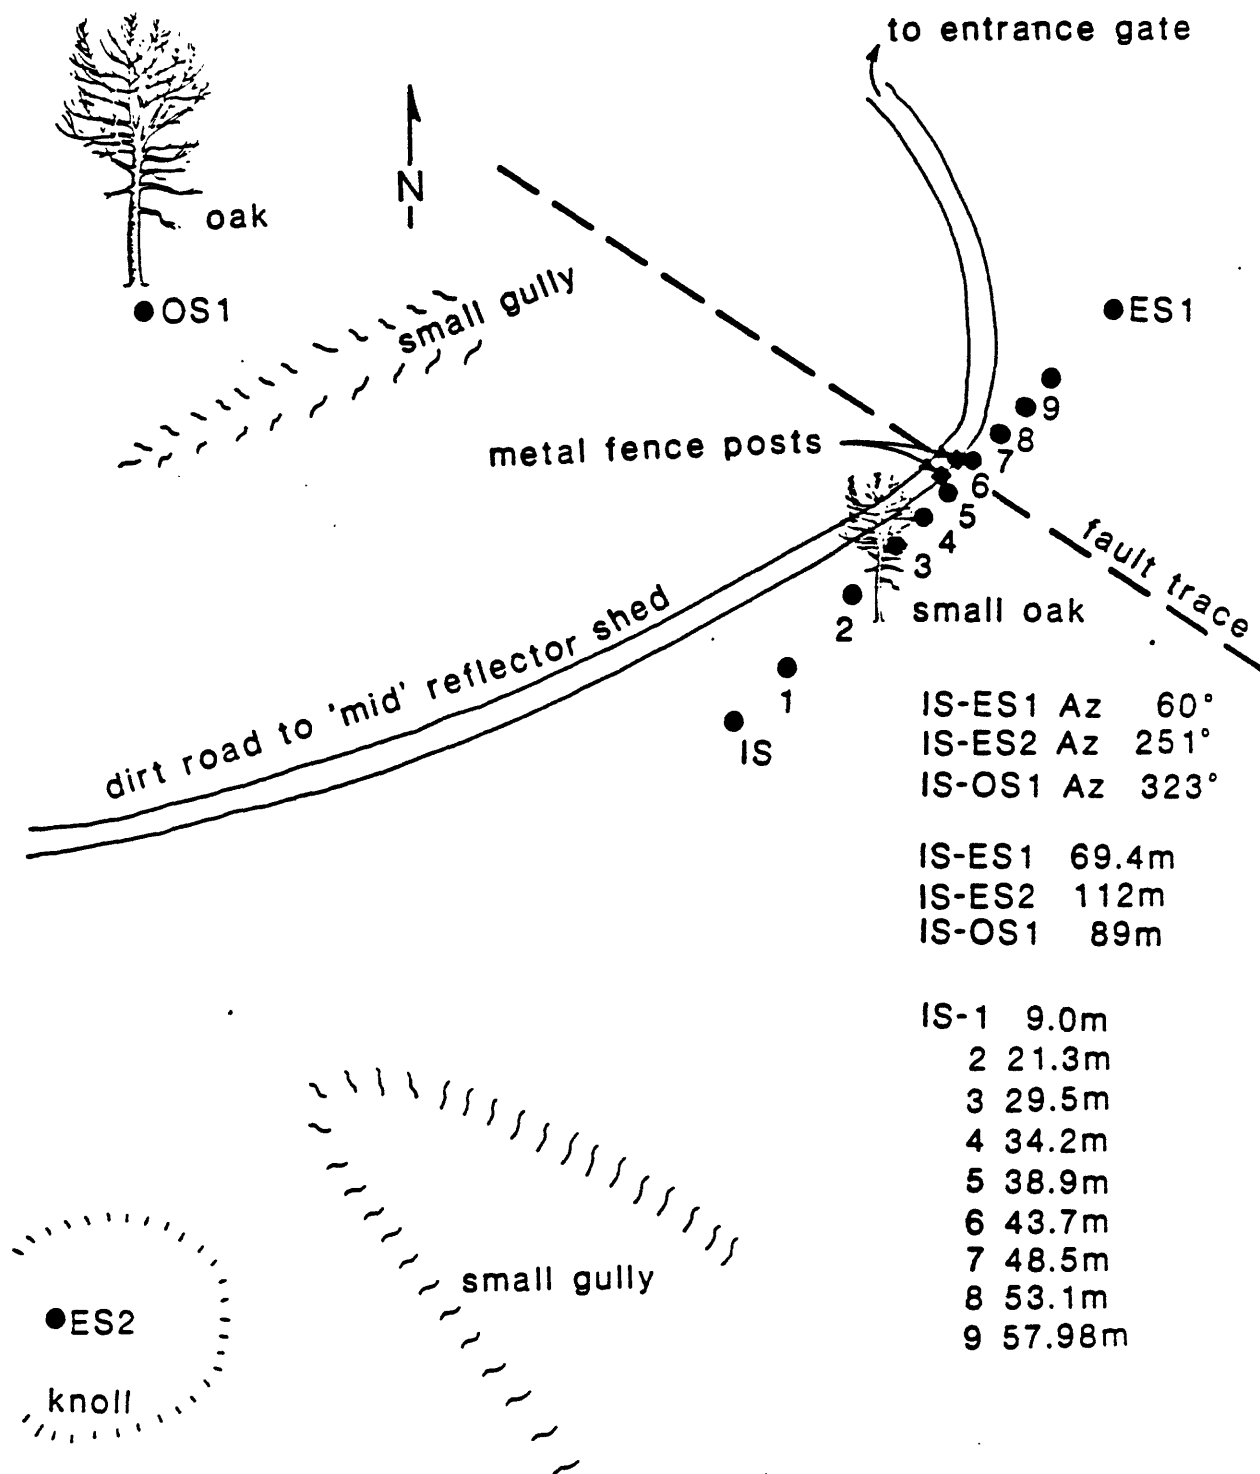 to entrance gate
N
oak
OS1
small gully
ES1
9
8
metal fence posts
7
6
5
4
3
fault trace
small oak
2
dirt road to 'mid' reflector shed
1
IS
IS-ES1 Az 60°
IS-ES2 Az 251°
IS-OS1 Az 323°
IS-ES1 69.4m
IS-ES2 112m
IS-OS1 89m
IS-1 9.0m
2 21.3m
3 29.5m
4 34.2m
5 38.9m
6 43.7m
7 48.5m
8 53.1m
9 57.98m
small gully
ES2
knoll